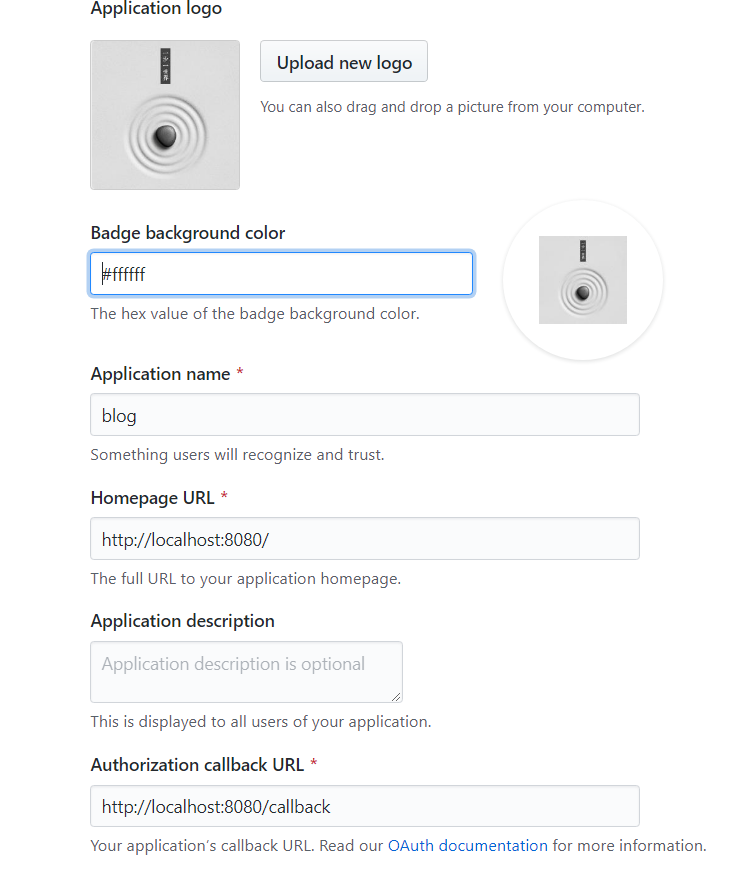 Application logo
Upload new logo
You can also drag and drop a picture from your computer.
Badge background color
#ffffff
The hex value of the badge background color.
Application name *
blog
Something users will recognize and trust.
Homepage URL *
http://localhost:8080/
The full URL to your application homepage.
Application description
Application description is optional
This is displayed to all users of your application.
Authorization callback URL *
http://localhost:8080/callback
Your application's callback URL. Read our OAuth documentation for more information.